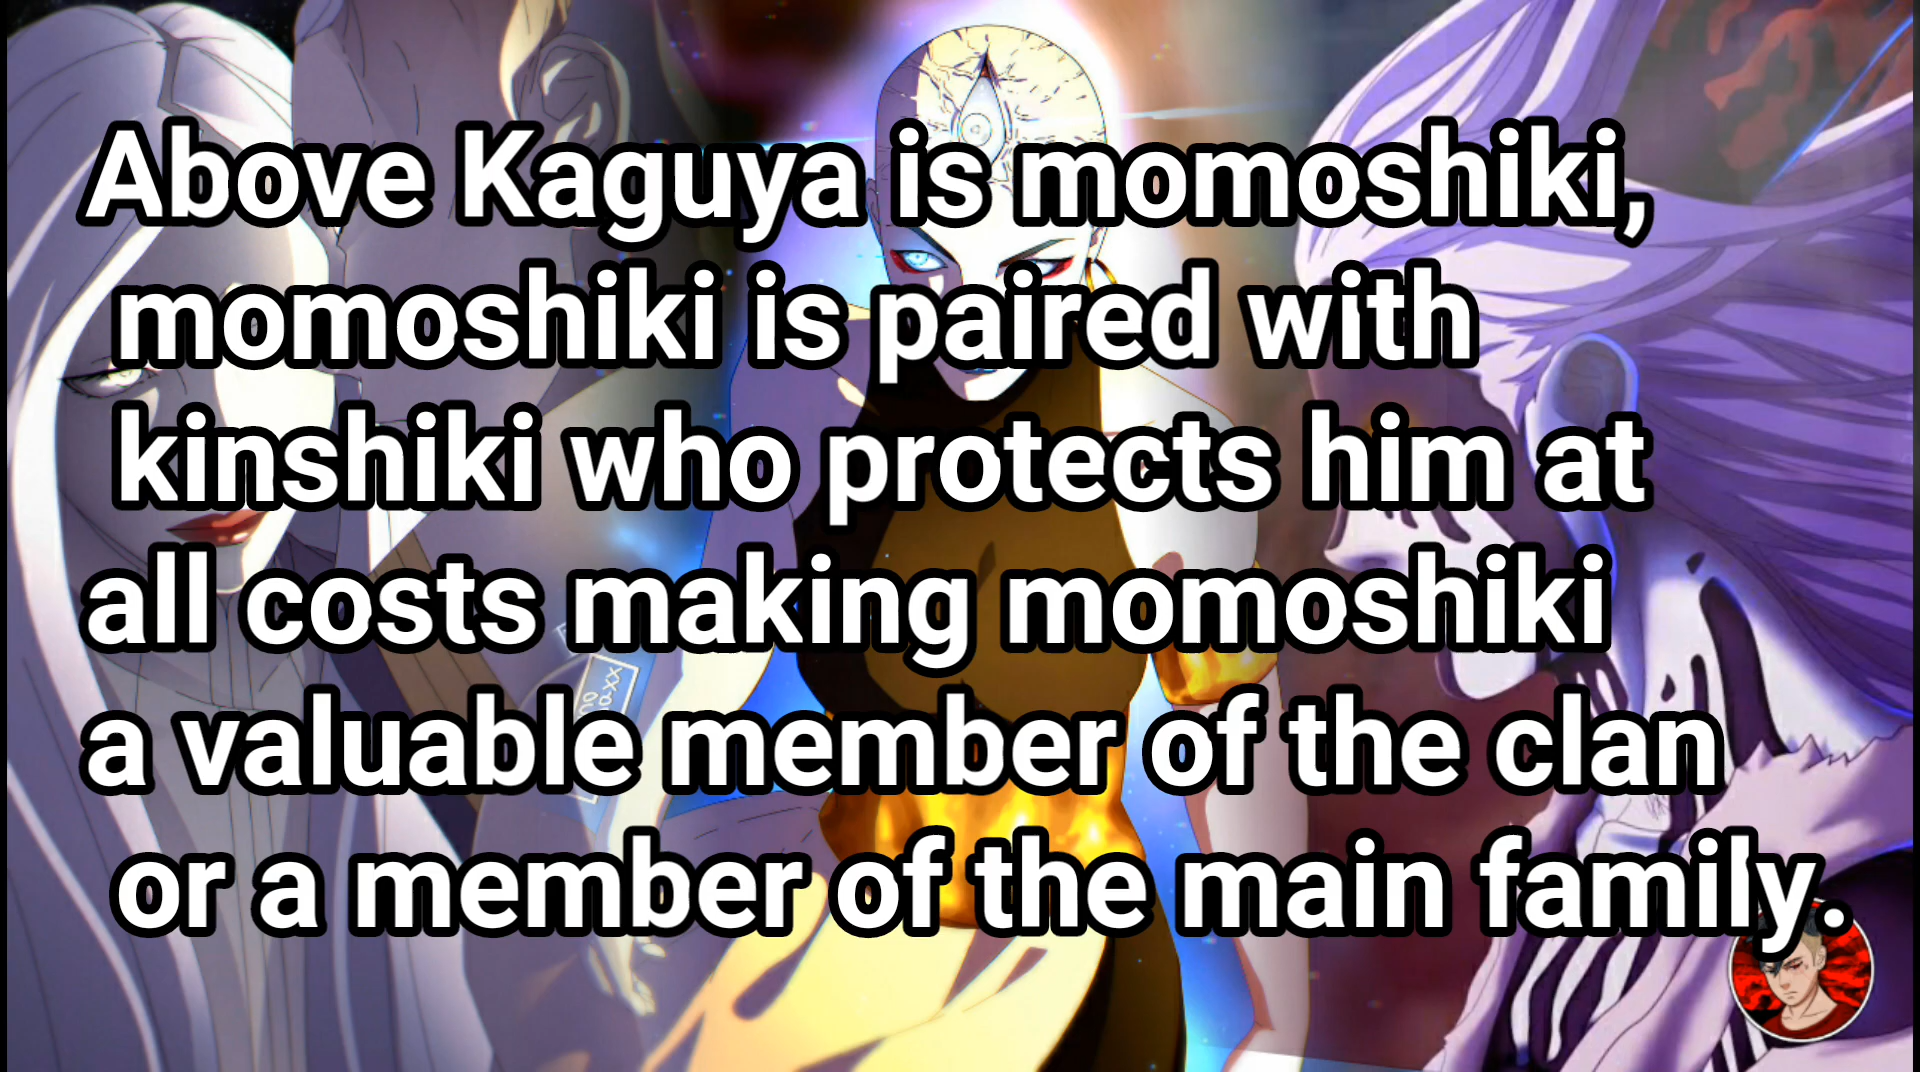 Above Kaguya is momoshiki,
momoshiki is paired with
kinshiki who protects him at
all costs making momoshiki
a valuable member of the clan
or a member of the main family.